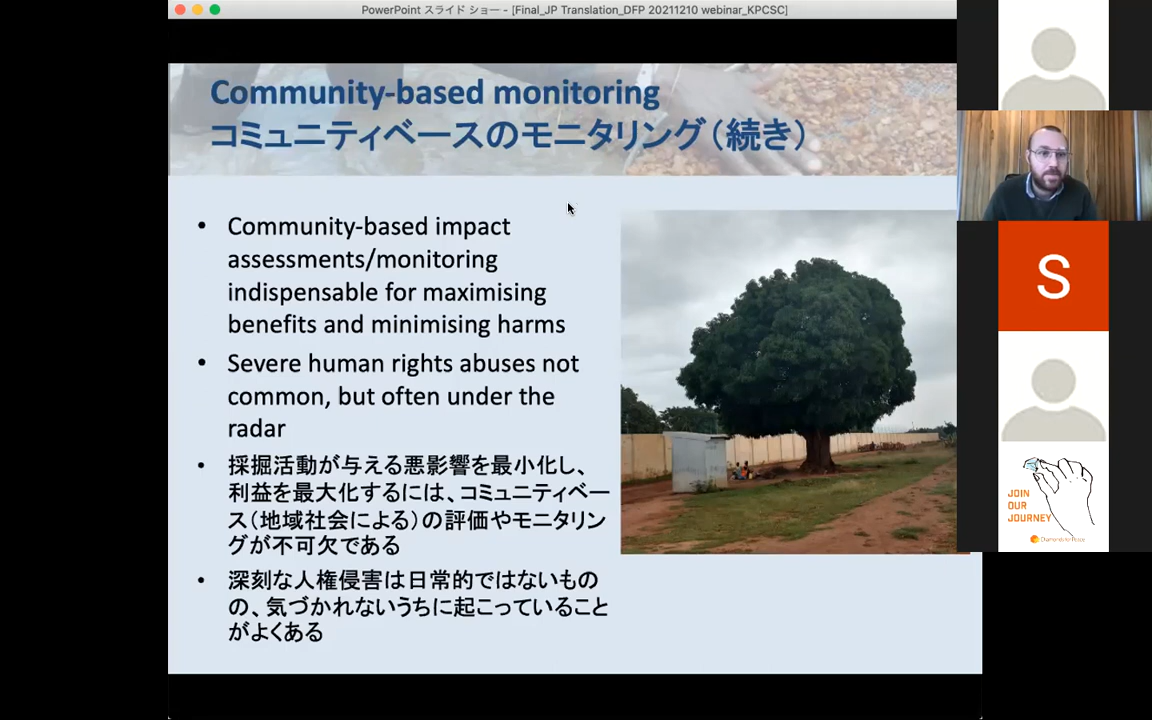 PowerPoint スライド ショー - [Final_JP Translation_DFP 20211210 webinar_KPCSC]
Community-based monitoring
コミュニティベースのモニタリング（続き）
• Community-based impact
assessments/monitoring
indispensable for maximising
benefits and minimising harms
• Severe human rights abuses not
common, but often under the
radar
• 採掘活動が与える悪影響を最小化し、
利益を最大化するには、コミュニティベー
ス（地域社会による）の評価やモニタリン
グが不可欠である
• 深刻な人権侵害は日常的ではないもの
の、気づかれないうちに起こっていること
がよくある
S
JOIN
OUR
JOURNEY